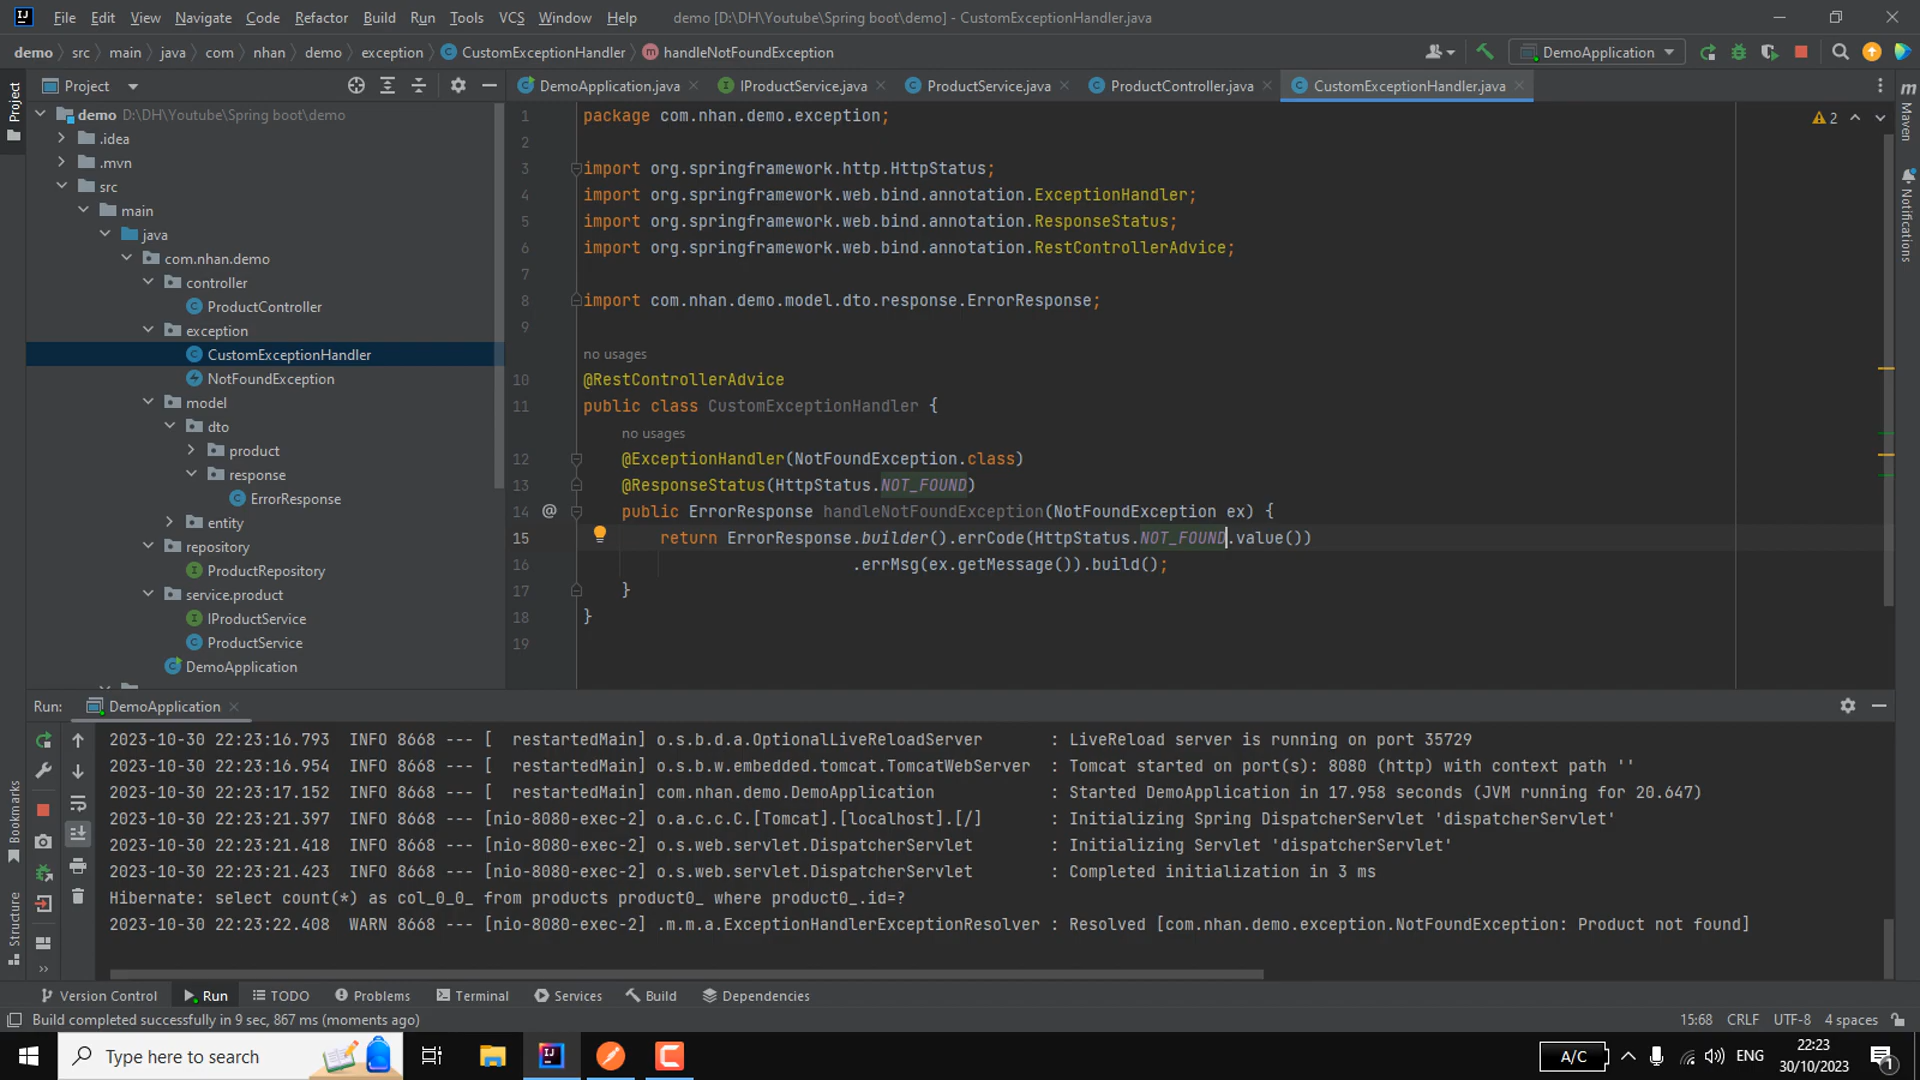 File Edit View Navigate Code Refactor Build Run Tools VCS Window Help demo [D:\DH\Youtube\Spring boot\demo] - CustomExceptionHandler.java
demo src main java com nhan demo exception CustomExceptionHandler m handleNotFoundException DemoApplication
Project
DemoApplication.java IProductService.java ProductService.java ProductController.java CustomExceptionHandler.java
demo D:\DH\Youtube\Spring boot\demo
.idea
.mvn
src
main
java
com.nhan.demo
controller
ProductController
exception
CustomExceptionHandler
NotFoundException
model
dto
product
response
ErrorResponse
entity
repository
ProductRepository
service.product
IProductService
ProductService
DemoApplication
1 package com.nhan.demo.exception;
2
3 import org.springframework.http.HttpStatus;
4 import org.springframework.web.bind.annotation.ExceptionHandler;
5 import org.springframework.web.bind.annotation.ResponseStatus;
6 import org.springframework.web.bind.annotation.RestControllerAdvice;
7
8 import com.nhan.demo.model.dto.response.ErrorResponse;
9
no usages
10 @RestControllerAdvice
11 public class CustomExceptionHandler {
no usages
12 @ExceptionHandler(NotFoundException.class)
13 @ResponseStatus(HttpStatus.NOT_FOUND)
14 @ public ErrorResponse handleNotFoundException(NotFoundException ex) {
15 return ErrorResponse.builder().errCode(HttpStatus.NOT_FOUND.value())
16 .errMsg(ex.getMessage()).build();
17 }
18 }
19
2
Project
Bookmarks
Structure
m Maven
Notifications
Run: DemoApplication
2023-10-30 22:23:16.793 INFO 8668 --- [ restartedMain] o.s.b.d.a.OptionalLiveReloadServer : LiveReload server is running on port 35729
2023-10-30 22:23:16.954 INFO 8668 --- [ restartedMain] o.s.b.w.embedded.tomcat.TomcatWebServer : Tomcat started on port(s): 8080 (http) with context path ''
2023-10-30 22:23:17.152 INFO 8668 --- [ restartedMain] com.nhan.demo.DemoApplication : Started DemoApplication in 17.958 seconds (JVM running for 20.647)
2023-10-30 22:23:21.397 INFO 8668 --- [nio-8080-exec-2] o.a.c.c.C.[Tomcat].[localhost].[/] : Initializing Spring DispatcherServlet 'dispatcherServlet'
2023-10-30 22:23:21.418 INFO 8668 --- [nio-8080-exec-2] o.s.web.servlet.DispatcherServlet : Initializing Servlet 'dispatcherServlet'
2023-10-30 22:23:21.423 INFO 8668 --- [nio-8080-exec-2] o.s.web.servlet.DispatcherServlet : Completed initialization in 3 ms
Hibernate: select count(*) as col_0_0_ from products product0_ where product0_.id=?
2023-10-30 22:23:22.408 WARN 8668 --- [nio-8080-exec-2] .m.m.a.ExceptionHandlerExceptionResolver : Resolved [com.nhan.demo.exception.NotFoundException: Product not found]
Version Control Run TODO Problems Terminal Services Build Dependencies
Build completed successfully in 9 sec, 867 ms (moments ago) 15:68 CRLF UTF-8 4 spaces
Type here to search A/C ENG 22:23
30/10/2023 1